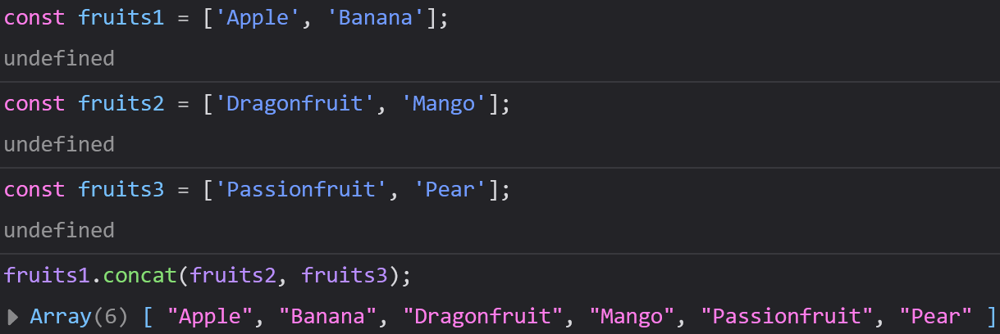 const fruits1 = ['Apple', 'Banana'];
undefined
const fruits2 = ['Dragonfruit', 'Mango'];
undefined
const fruits3 = ['Passionfruit', 'Pear'];
undefined
fruits1.concat(fruits2, fruits3);
Array(6) [ "Apple", "Banana", "Dragonfruit", "Mango", "Passionfruit", "Pear" ]